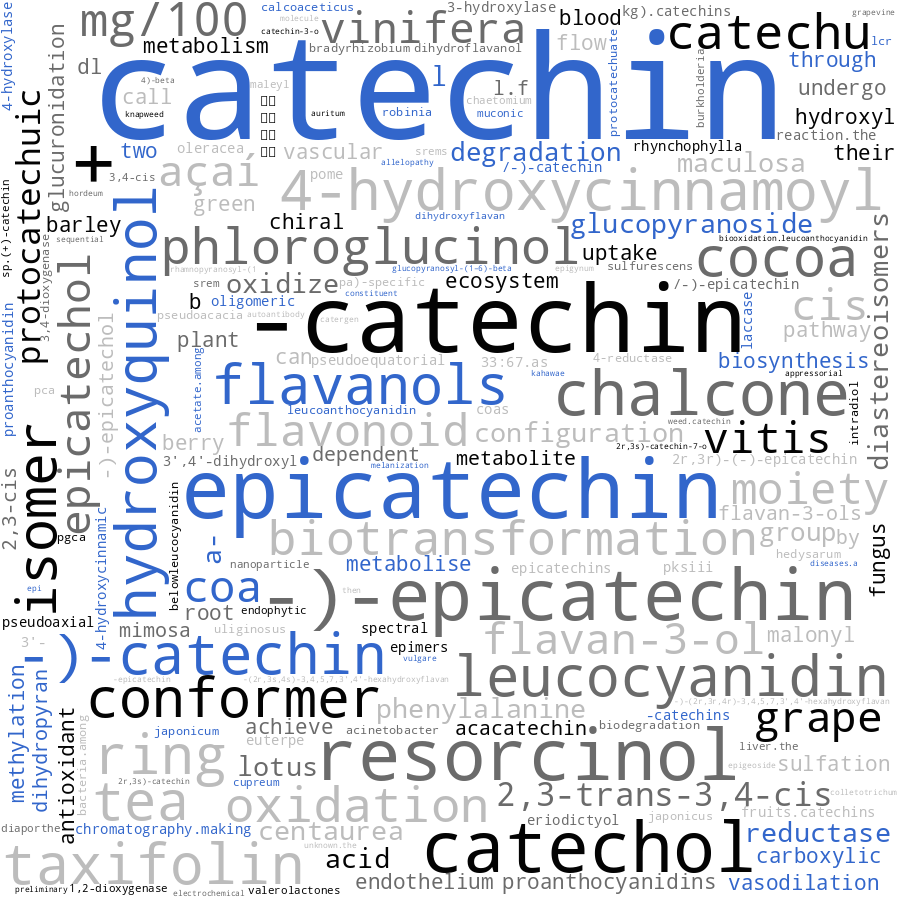 mg/100
calcoaceticus
3-hydroxylase
kg).catechins
grapevine
4-hydroxylase
molecule
catechin-3-o
vinifera
blood
catechu
lcr
metabolism
bradyrhizobium
dihydroflavanol
flow
through
dl
catechin
l
4)-beta
maleyl
l.f
undergo
call
chaetomium
knapweed
auritum
robinia
muconic
protocatechuate
burkholderia
hydroxyl
reaction.the
glucuronidation
two
oleracea
vascular
srems
degradation
rhynchophylla
their
allelopathy
/-)-catechin
maculosa
+
3,4-cis
açaí
pome
4-hydroxycinnamoyl
hordeum
green
protocatechuic
barley
chiral
dihydroxyflavan
glucopyranoside
sequential
biooxidation.leucoanthocyanidin
phloroglucinol
uptake
cocoa
sp.(+)-catechin
3,4-dioxygenase
rhamnopyranosyl-(1
glucopyranosyl-(1-6)-beta
epigynum
sulfurescens
diastereoisomers
srem
oxidize
pa)-specific
ecosystem
/-)-epicatechin
constituent
b
oligomeric
cis
pseudoacacia
autoantibody
catergen
-catechin
laccase
pathway
proanthocyanidin
epicatechol
-)-epicatechol
hydroxyquinol
plant
can
pseudoequatorial
33:67.as
4-reductase
biosynthesis
acetate.among
flavanols
kahawae
appressorial
chalcone
pca
leucoanthocyanidin
coas
intradiol
flavonoid
configuration
weed.catechin
vitis
berry
2r,3s)-catechin-7-o
3',4'-dihydroxyl
dependent
metabolite
2r,3r)-(-)-epicatechin
melanization
isomer
2,3-cis
epicatechin
moiety
belowleucocyanidin
flavan-3-ols
pgca
4-hydroxycinnamic
a-
biotransformation
group
by
hedysarum
fungus
nanoparticle
metabolise
epicatechins
pksiii
diseases.a
epi
coa
then
-)-epicatechin
root
endophytic
pseudoaxial
mimosa
uliginosus
spectral
flavan-3-ol
malonyl
3'-
epimers
-)-catechin
vulgare
leucocyanidin
-epicatechin
-(2r,3s,4s)-3,4,5,7,3',4'-hexahydroxyflavan
-)-(2r,3r,4r)-3,4,5,7,3',4'-hexahydroxyflavan
methylation
dihydropyran
conformer
phenylalanine
-catechins
grape
antioxidant
bacteria.among
japonicum
achieve
acinetobacter
acacatechin
biodegradation
euterpe
ring
resorcinol
liver.the
lotus
epigeoside
sulfation
2r,3s)-catechin
cupreum
tea
oxidation
2,3-trans-3,4-cis
colletotrichum
diaporthe
chromatography.making
centaurea
eriodictyol
japonicus
fruits.catechins
reductase
unknown.the
taxifolin
acid
catechol
carboxylic
preliminary
1,2-dioxygenase
electrochemical
valerolactones
endothelium
proanthocyanidins
vasodilation